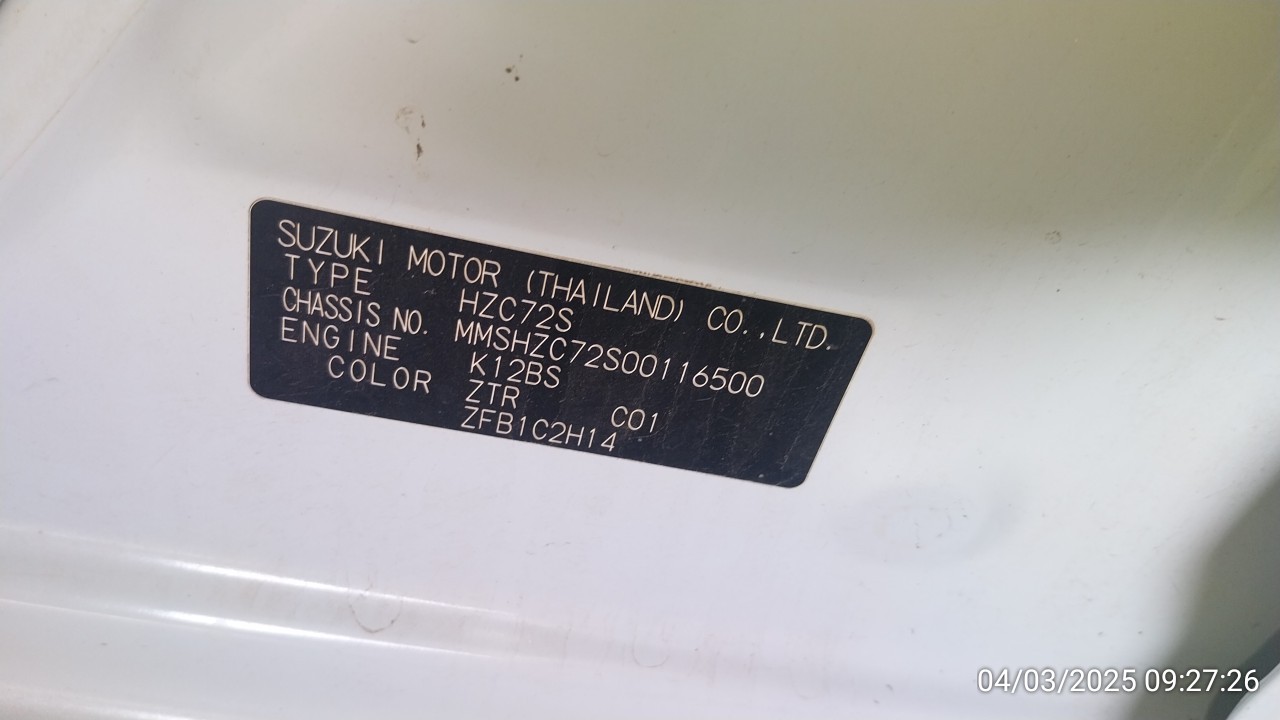 SUZUKI MOTOR (THAILAND) CO.,LTD.
TYPE HZC72S
CHASSIS NO. MMSHZC72S00116500
ENGINE K12BS
COLOR ZTR C01
ZFB1C2H14
04/03/2025 09:27:26